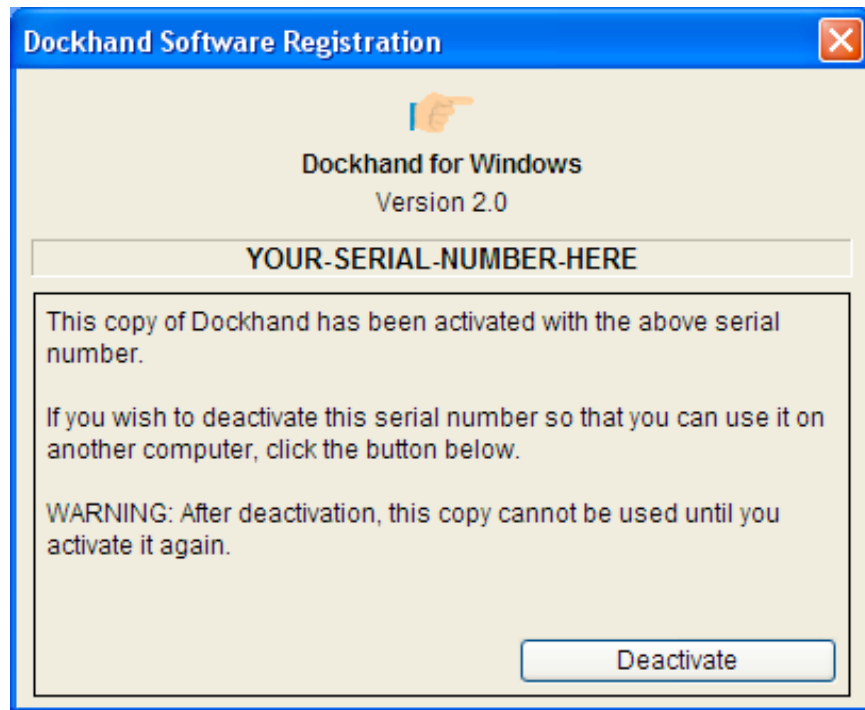 Dockhand Software Registration
Dockhand for Windows
Version 2.0
YOUR-SERIAL-NUMBER-HERE
This copy of Dockhand has been activated with the above serial
number.
If you wish to deactivate this serial number so that you can use it on
another computer, click the button below.
WARNING: After deactivation, this copy cannot be used until you
activate it again.
Deactivate